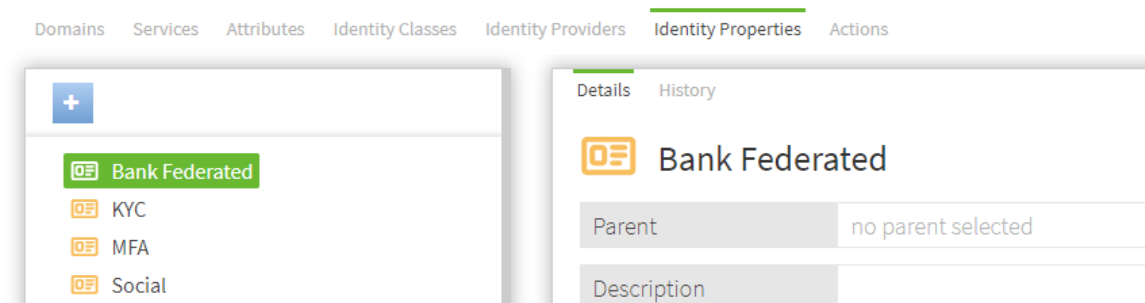 Domains Services Attributes Identity Classes Identity Providers Identity Properties Actions
+
Bank Federated
KYC
MFA
Social
Details History
Bank Federated
Parent no parent selected
Description